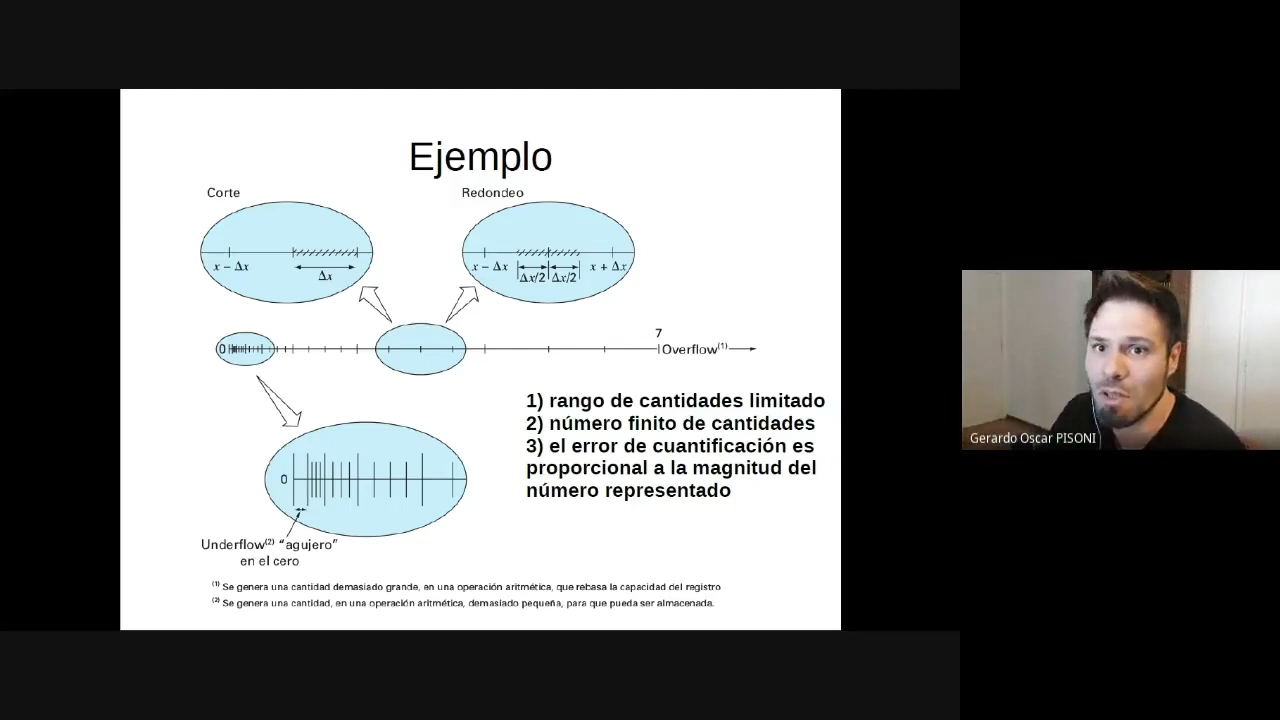 Ejemplo
Corte
Redondeo
x − Δx
Δx
x − Δx
Δx/2
Δx/2
x + Δx
0
7
Overflow(1)
1) rango de cantidades limitado
2) número finito de cantidades
3) el error de cuantificación es
proporcional a la magnitud del
número representado
0
Underflow(2) “agujero”
en el cero
(1) Se genera una cantidad demasiado grande, en una operación aritmética, que rebasa la capacidad del registro
(2) Se genera una cantidad, en una operación aritmética, demasiado pequeña, para que pueda ser almacenada.
Gerardo Oscar PISONI